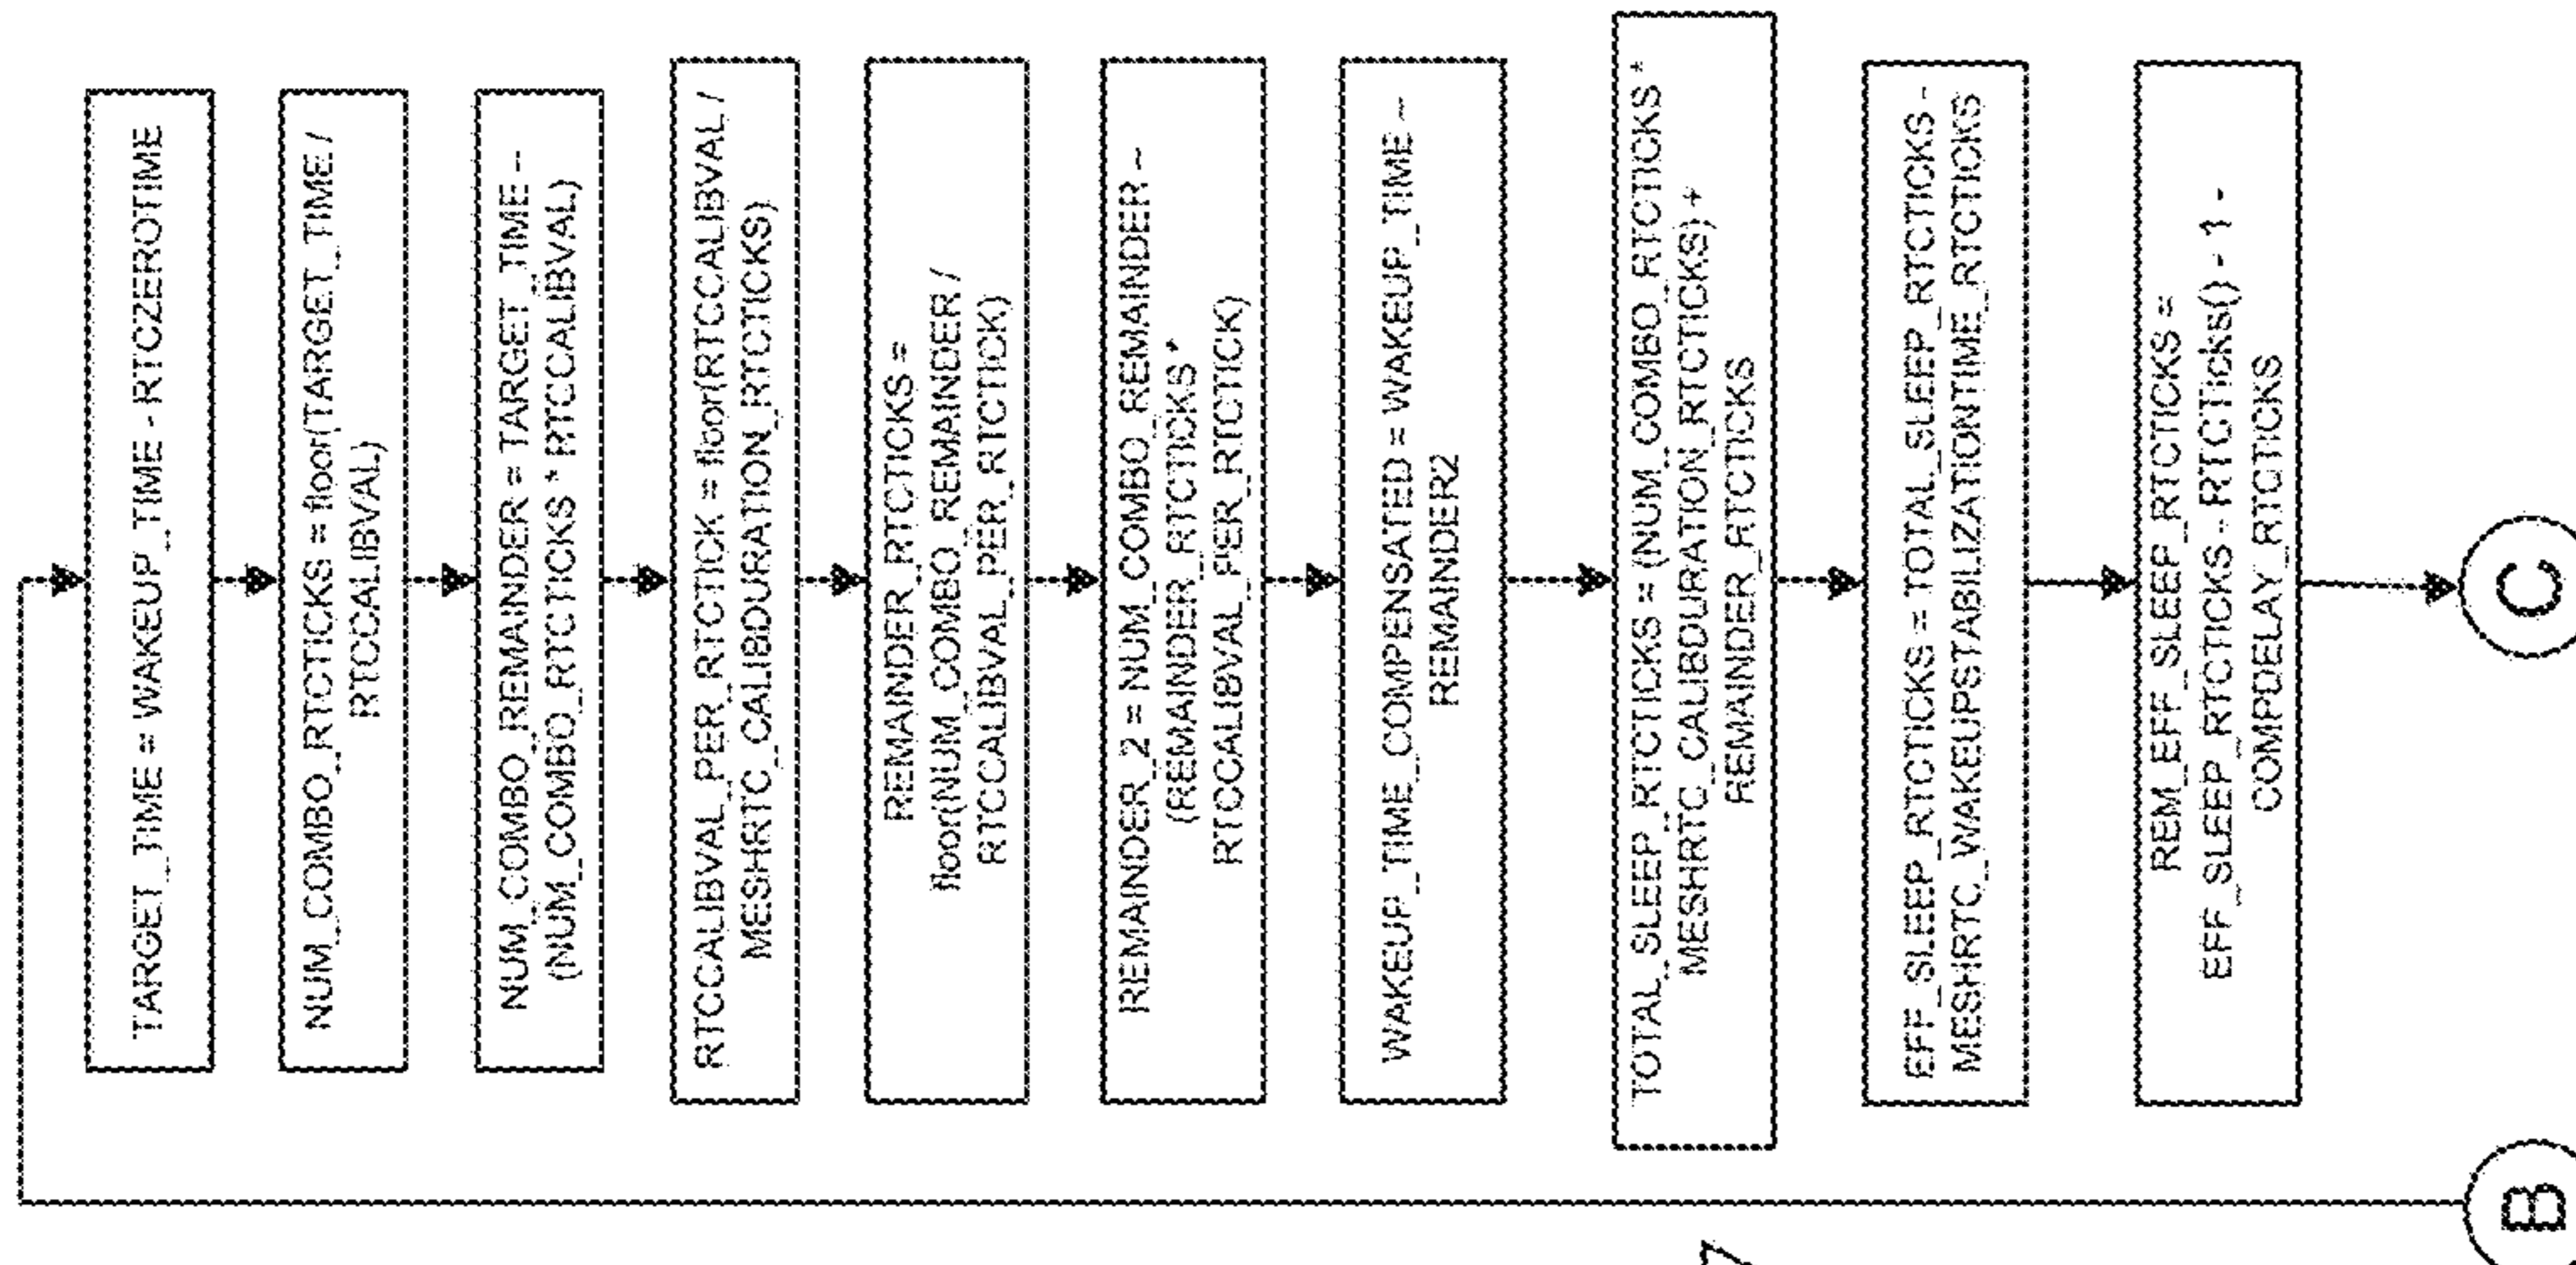 TARGET_TIME = WAKEUP_TIME - RTCZEROTIME
NUM_COMBO_RTCTICKS = floor(TARGET_TIME /
RTCCALIBVAL)
NUM_COMBO_REMAINDER = TARGET_TIME –
(NUM_COMBO_RTCTICKS * RTCCALIBVAL)
RTCCALIBVAL_PER_RTCTICK = floor(RTCCALIBVAL /
MESHRTC_CALIBDURATION_RTCTICKS)
REMAINDER_RTCTICKS =
floor(NUM_COMBO_REMAINDER /
RTCCALIBVAL_PER_RTCTICK)
REMAINDER_2 = NUM_COMBO_REMAINDER –
(REMAINDER_RTCTICKS *
RTCCALIBVAL_PER_RTCTICK)
WAKEUP_TIME_COMPENSATED = WAKEUP_TIME –
REMAINDER2
TOTAL_SLEEP_RTCTICKS = (NUM_COMBO_RTCTICKS *
MESHRTC_CALIBDURATION_RTCTICKS) +
REMAINDER_RTCTICKS
EFF_SLEEP_RTCTICKS = TOTAL_SLEEP_RTCTICKS -
MESHRTC_WAKEUPSTABILIZATIONTIME_RTCTICKS
REM_EFF_SLEEP_RTCTICKS =
EFF_SLEEP_RTCTICKS - RTCTicks() - 1 -
COMPDELAY_RTCTICKS
B
C
7